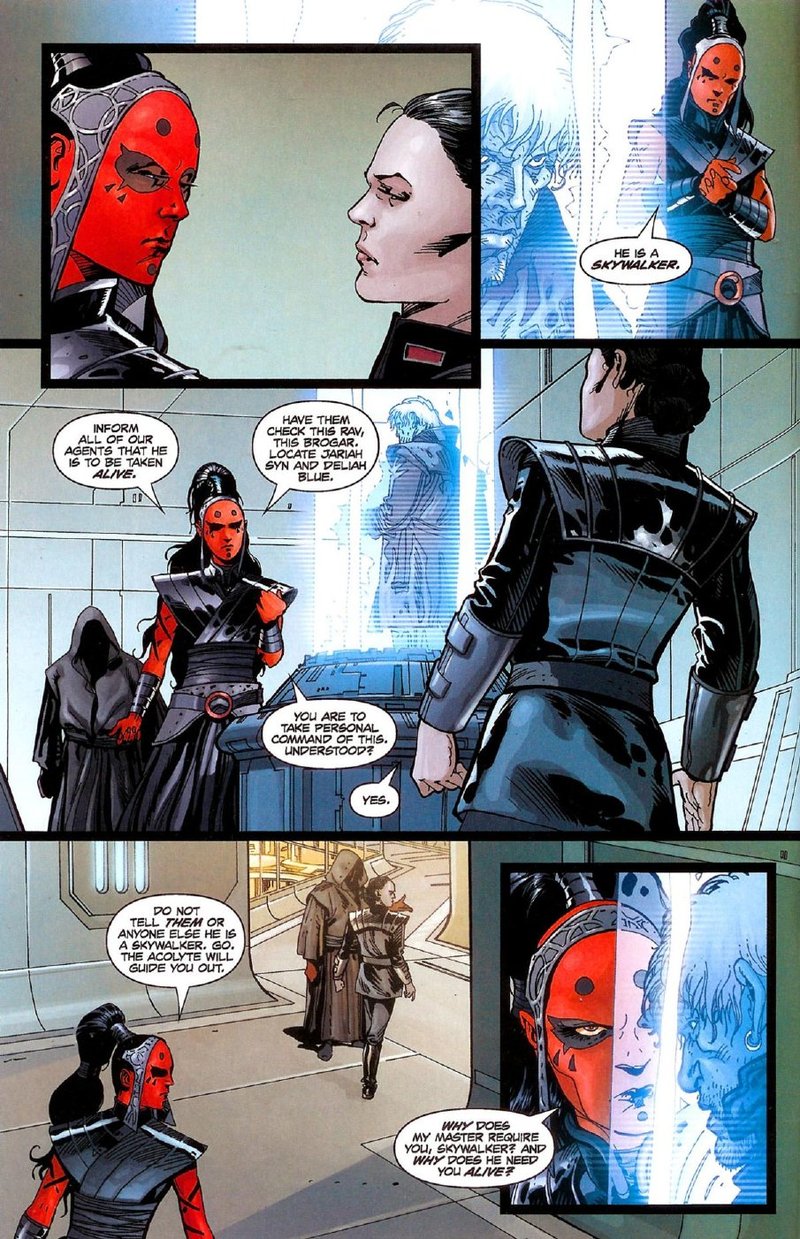 HE IS A
SKYWALKER.
INFORM
ALL OF OUR
AGENTS THAT HE
IS TO BE TAKEN
ALIVE.
HAVE THEM
CHECK THIS RAV,
THIS BROGAR.
LOCATE JARIAH
SYN AND DELIAH
BLUE.
YOU ARE TO
TAKE PERSONAL
COMMAND OF THIS.
UNDERSTOOD?
YES.
DO NOT
TELL THEM OR
ANYONE ELSE HE IS
A SKYWALKER. GO.
THE ACOLYTE WILL
GUIDE YOU OUT.
WHY DOES
MY MASTER REQUIRE
YOU, SKYWALKER? AND
WHY DOES HE NEED
YOU ALIVE?